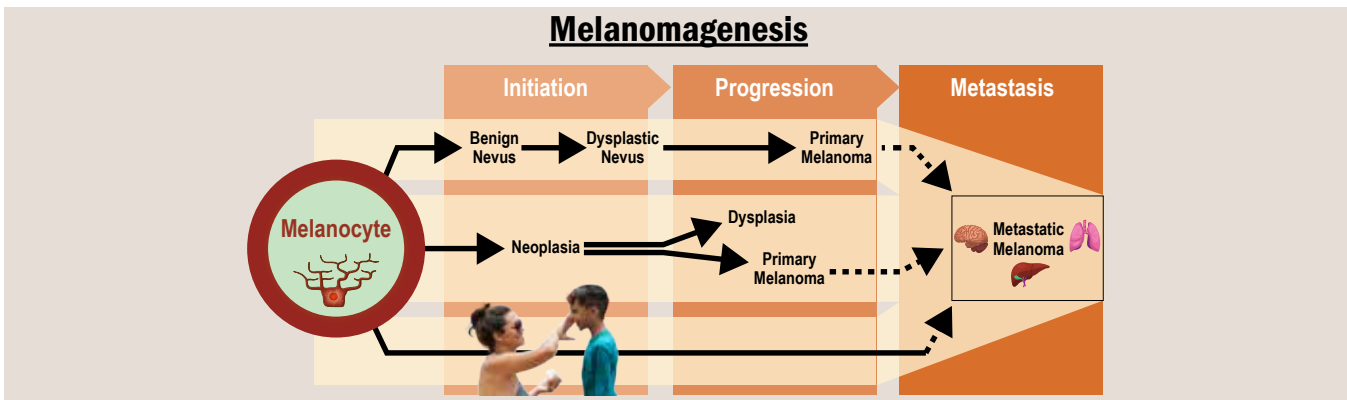 Melanomagenesis
Initiation
Progression
Metastasis
Benign
Nevus
Dysplastic
Nevus
Primary
Melanoma
Melanocyte
Neoplasia
Dysplasia
Primary
Melanoma
Metastatic
Melanoma